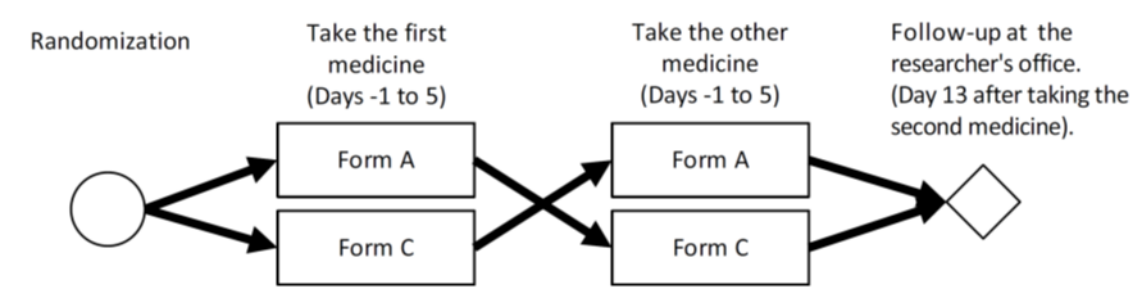 Randomization
Take the first
medicine
(Days -1 to 5)
Take the other
medicine
(Days -1 to 5)
Follow-up at the
researcher's office.
(Day 13 after taking the
second medicine).
Form A
Form A
Form C
Form C